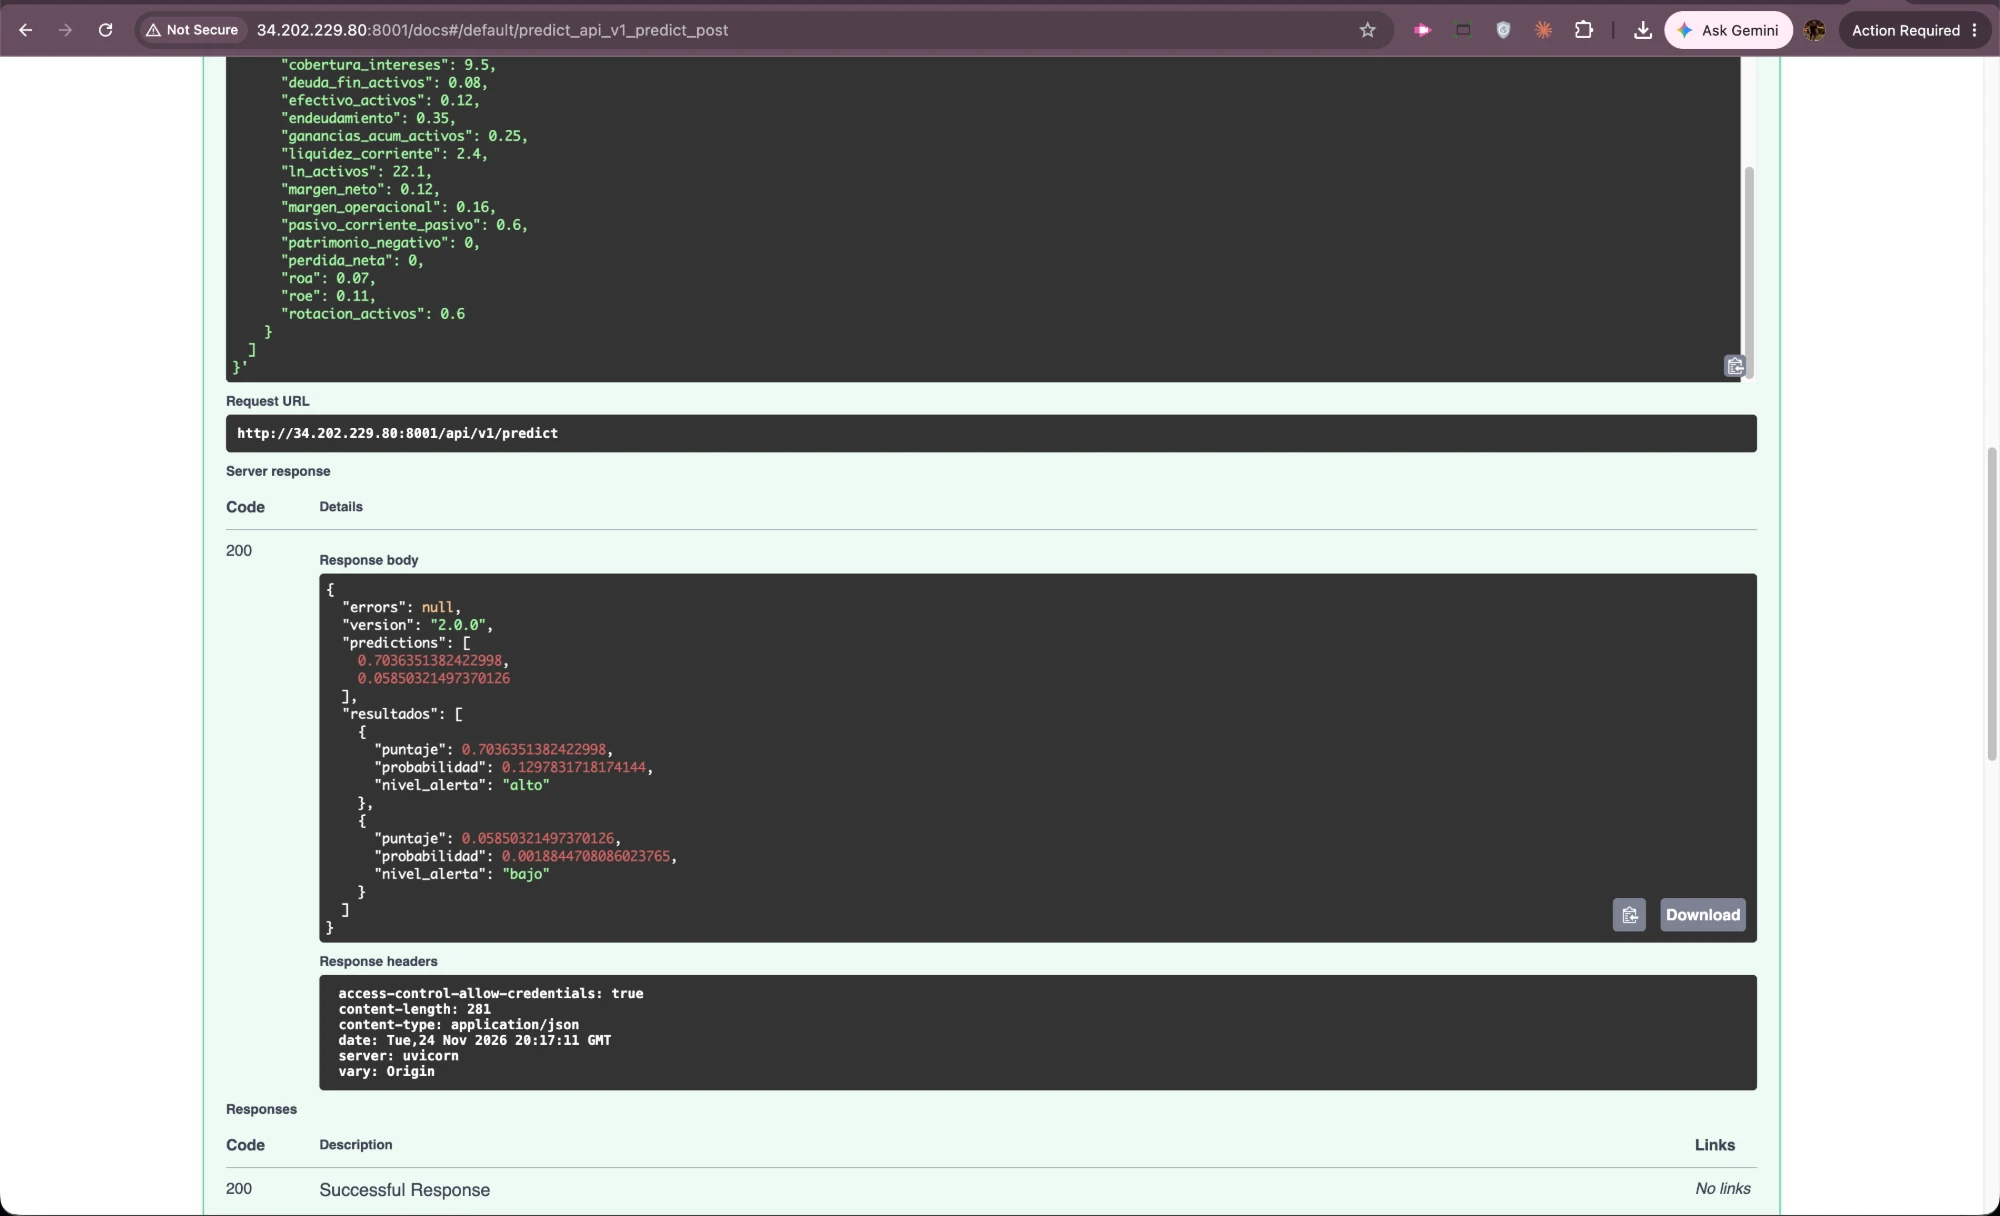 Not Secure 34.202.229.80:8001/docs#/default/predict_api_v1_predict_post Ask Gemini Action Required
"cobertura_intereses": 9.5,
"deuda_fin_activos": 0.08,
"efectivo_activos": 0.12,
"endeudamiento": 0.35,
"ganancias_acum_activos": 0.25,
"liquidez_corriente": 2.4,
"ln_activos": 22.1,
"margen_neto": 0.12,
"margen_operacional": 0.16,
"pasivo_corriente_pasivo": 0.6,
"patrimonio_negativo": 0,
"perdida_neta": 0,
"roa": 0.07,
"roe": 0.11,
"rotacion_activos": 0.6
}
]
}'
Request URL
http://34.202.229.80:8001/api/v1/predict
Server response
Code Details
200
Response body
{
"errors": null,
"version": "2.0.0",
"predictions": [
0.7036351382422998,
0.05850321497370126
],
"resultados": [
{
"puntaje": 0.7036351382422998,
"probabilidad": 0.1297831718174144,
"nivel_alerta": "alto"
},
{
"puntaje": 0.05850321497370126,
"probabilidad": 0.0018844708086023765,
"nivel_alerta": "bajo"
}
]
}
Download
Response headers
access-control-allow-credentials: true
content-length: 281
content-type: application/json
date: Tue,24 Nov 2026 20:17:11 GMT
server: uvicorn
vary: Origin
Responses
Code Description Links
200 Successful Response No links